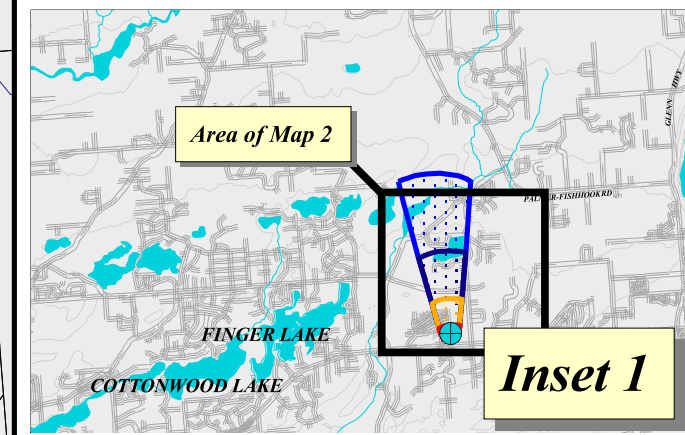 GLENN HWY
Area of Map 2
PALMER-FISHHOOK RD
FINGER LAKE
COTTONWOOD LAKE
Inset 1